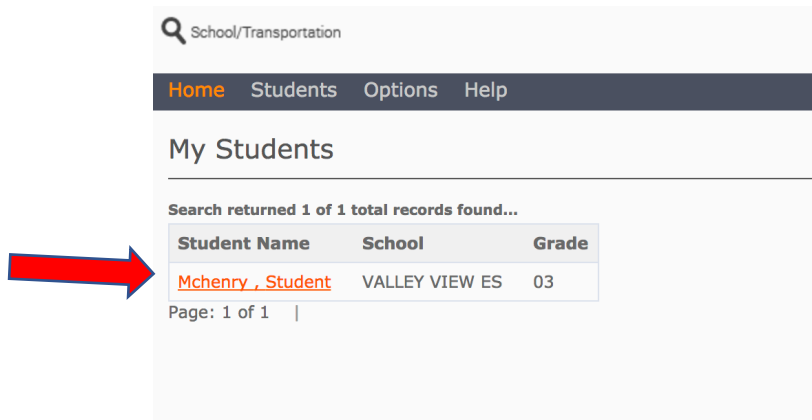 School/Transportation
Home Students Options Help
My Students
Search returned 1 of 1 total records found...
Student Name School Grade
Mchenry , Student VALLEY VIEW ES 03
Page: 1 of 1 |